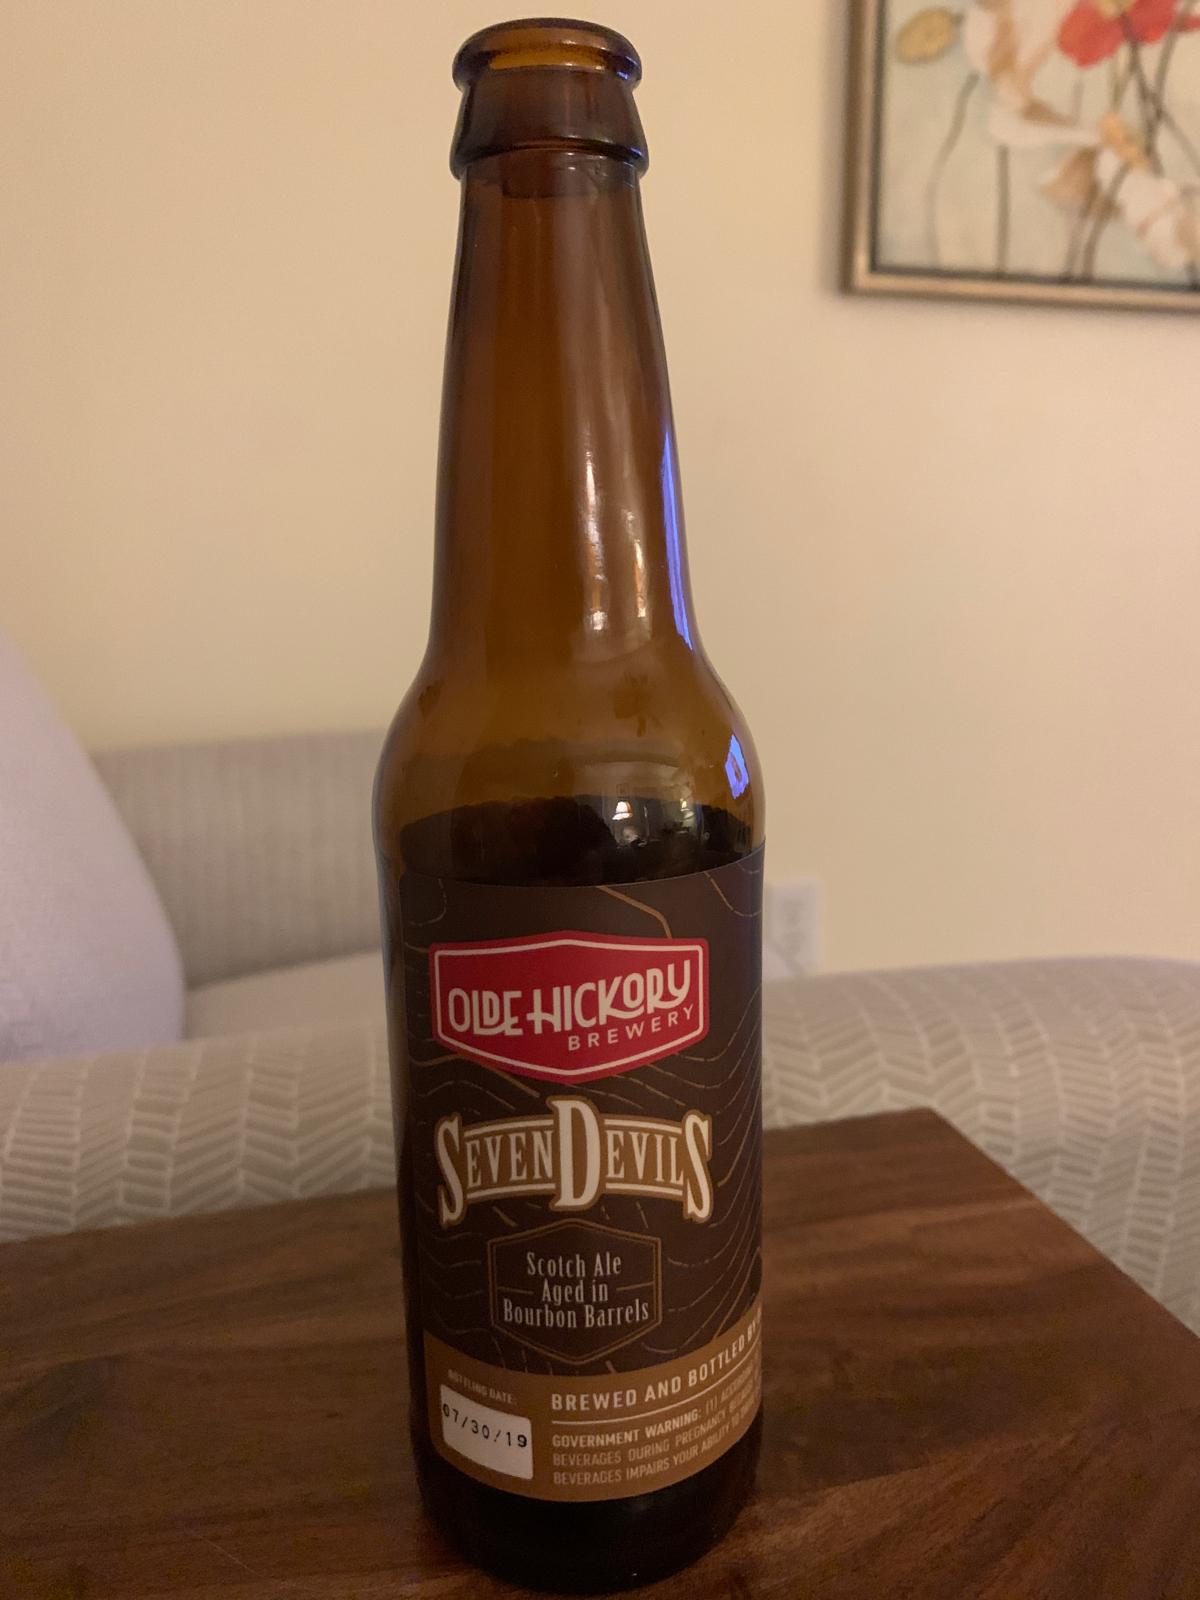 OLDE HICKORY
BREWERY
SEVEN DEVILS
Scotch Ale
Aged in
Bourbon Barrels
BOTTLING DATE:
07/30/19
BREWED AND BOTTLED BY
GOVERNMENT WARNING: (1) ACCORDING
BEVERAGES DURING PREGNANCY BECAUSE
BEVERAGES IMPAIRS YOUR ABILITY TO